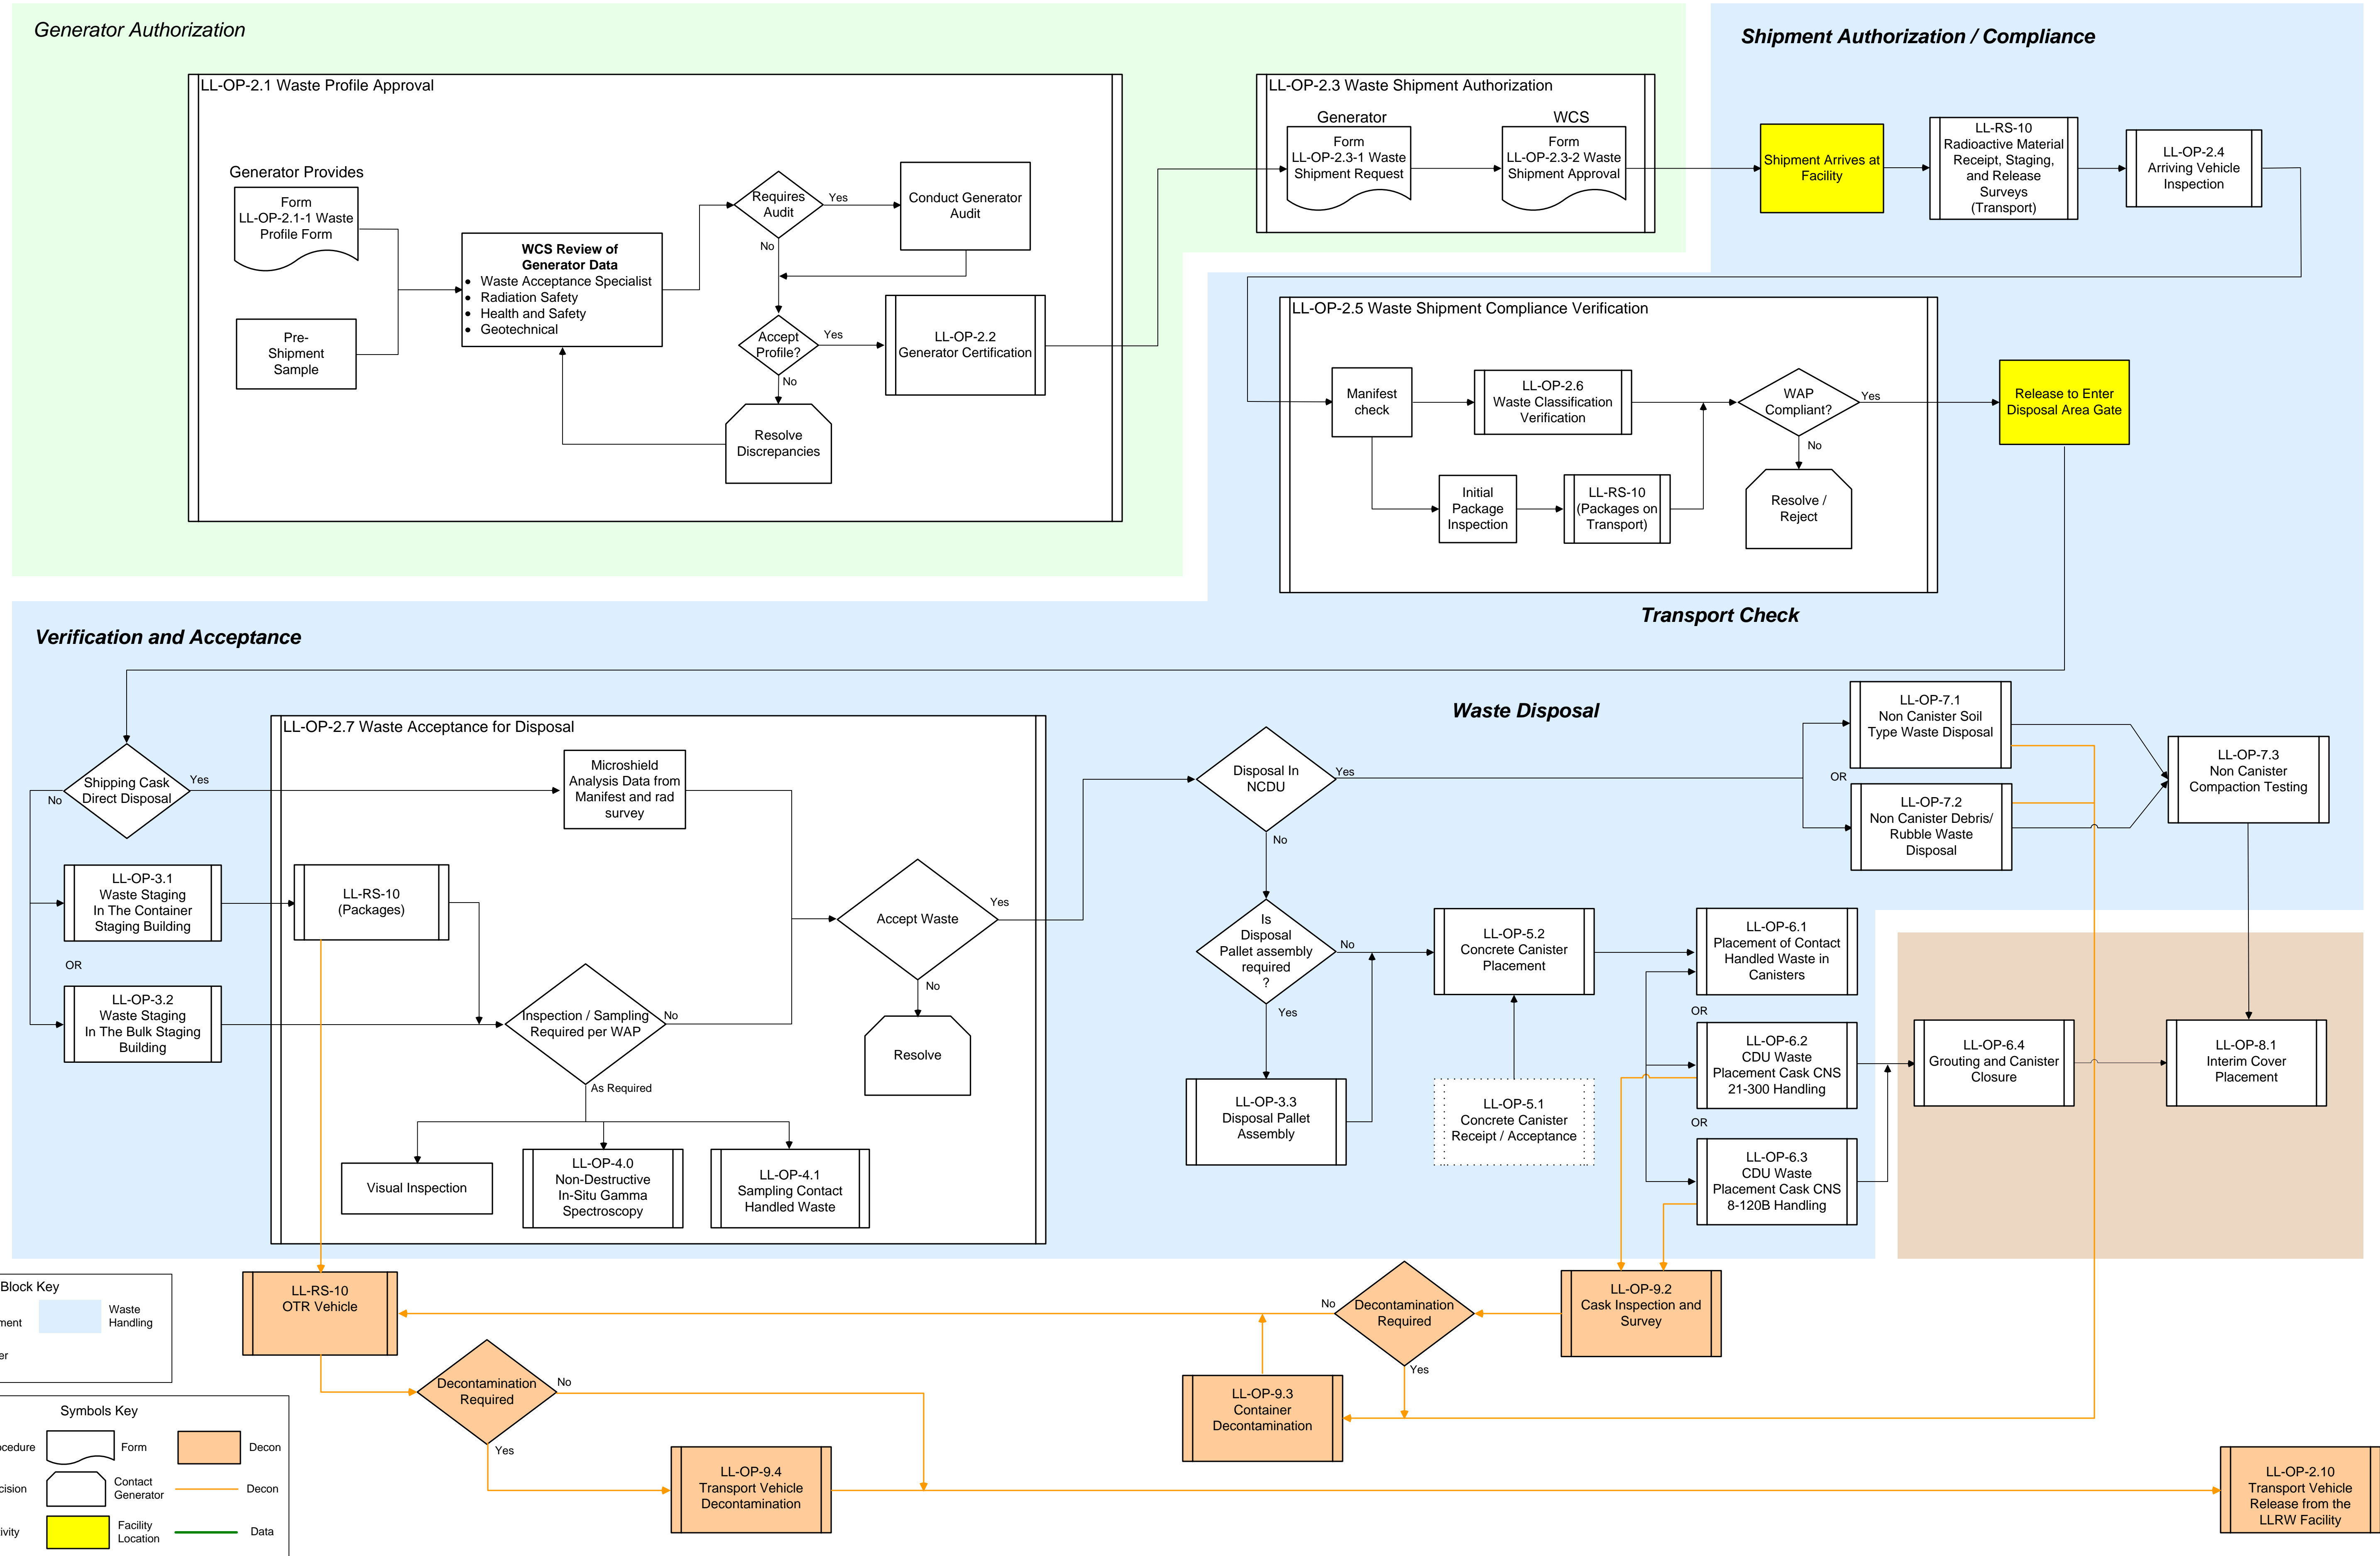 Generator Authorization
Shipment Authorization / Compliance
LL-OP-2.1 Waste Profile Approval
Generator Provides
Form
LL-OP-2.1-1 Waste
Profile Form
Pre-
Shipment
Sample
WCS Review of
Generator Data
• Waste Acceptance Specialist
• Radiation Safety
• Health and Safety
• Geotechnical
Requires
Audit
Yes
No
Conduct Generator
Audit
Accept
Profile?
Yes
No
LL-OP-2.2
Generator Certification
Resolve
Discrepancies
LL-OP-2.3 Waste Shipment Authorization
Generator
Form
LL-OP-2.3-1 Waste
Shipment Request
WCS
Form
LL-OP-2.3-2 Waste
Shipment Approval
Shipment Arrives at
Facility
LL-RS-10
Radioactive Material
Receipt, Staging,
and Release
Surveys
(Transport)
LL-OP-2.4
Arriving Vehicle
Inspection
LL-OP-2.5 Waste Shipment Compliance Verification
Manifest
check
LL-OP-2.6
Waste Classification
Verification
WAP
Compliant?
Yes
No
Initial
Package
Inspection
LL-RS-10
(Packages on
Transport)
Resolve /
Reject
Release to Enter
Disposal Area Gate
Transport Check
Verification and Acceptance
Shipping Cask
Direct Disposal
Yes
No
LL-OP-3.1
Waste Staging
In The Container
Staging Building
OR
LL-OP-3.2
Waste Staging
In The Bulk Staging
Building
LL-OP-2.7 Waste Acceptance for Disposal
Microshield
Analysis Data from
Manifest and rad
survey
LL-RS-10
(Packages)
Inspection / Sampling
Required per WAP
No
As Required
Visual Inspection
LL-OP-4.0
Non-Destructive
In-Situ Gamma
Spectroscopy
LL-OP-4.1
Sampling Contact
Handled Waste
Accept Waste
Yes
No
Resolve
Waste Disposal
Disposal In
NCDU
Yes
No
Is
Disposal
Pallet assembly
required
?
No
Yes
LL-OP-3.3
Disposal Pallet
Assembly
LL-OP-5.2
Concrete Canister
Placement
LL-OP-5.1
Concrete Canister
Receipt / Acceptance
LL-OP-7.1
Non Canister Soil
Type Waste Disposal
OR
LL-OP-7.2
Non Canister Debris/
Rubble Waste
Disposal
LL-OP-7.3
Non Canister
Compaction Testing
LL-OP-6.1
Placement of Contact
Handled Waste in
Canisters
OR
LL-OP-6.2
CDU Waste
Placement Cask CNS
21-300 Handling
OR
LL-OP-6.3
CDU Waste
Placement Cask CNS
8-120B Handling
LL-OP-6.4
Grouting and Canister
Closure
LL-OP-8.1
Interim Cover
Placement
Block Key
ment
Waste
Handling
er
LL-RS-10
OTR Vehicle
Decontamination
Required
No
Yes
LL-OP-9.4
Transport Vehicle
Decontamination
LL-OP-9.3
Container
Decontamination
Decontamination
Required
No
Yes
LL-OP-9.2
Cask Inspection and
Survey
LL-OP-2.10
Transport Vehicle
Release from the
LLRW Facility
Symbols Key
ocedure
Form
Decon
cision
Contact
Generator
Decon
tivity
Facility
Location
Data